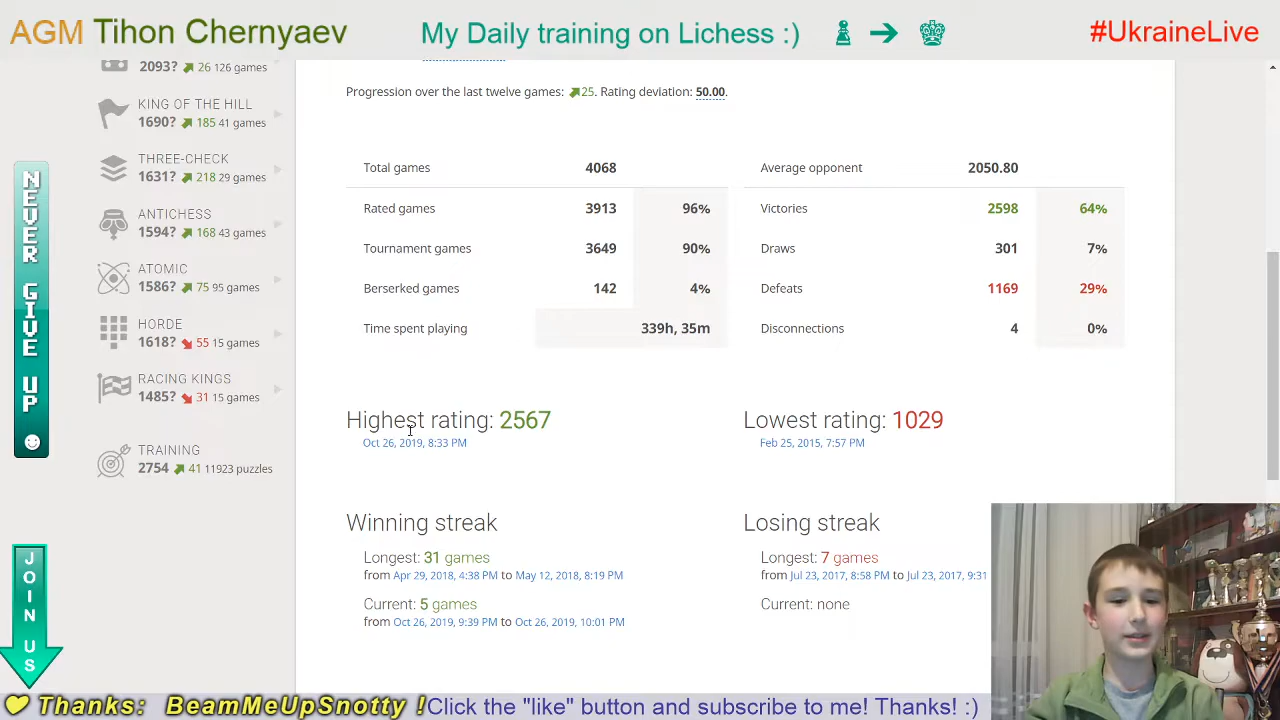 AGM Tihon Chernyaev
My Daily training on Lichess :)
#UkraineLive
2093? 26 126 games
KING OF THE HILL
1690? 185 41 games
THREE-CHECK
1631? 218 29 games
ANTICHESS
1594? 168 43 games
ATOMIC
1586? 75 95 games
HORDE
1618? 55 15 games
RACING KINGS
1485? 31 15 games
TRAINING
2754 41 11923 puzzles
NEVER GIVE UP
JOIN US
Progression over the last twelve games: 25. Rating deviation: 50.00.
Total games 4068
Rated games 3913 96%
Tournament games 3649 90%
Berserked games 142 4%
Time spent playing 339h, 35m
Average opponent 2050.80
Victories 2598 64%
Draws 301 7%
Defeats 1169 29%
Disconnections 4 0%
Highest rating: 2567
Oct 26, 2019, 8:33 PM
Lowest rating: 1029
Feb 25, 2015, 7:57 PM
Winning streak
Longest: 31 games
from Apr 29, 2018, 4:38 PM to May 12, 2018, 8:19 PM
Current: 5 games
from Oct 26, 2019, 9:39 PM to Oct 26, 2019, 10:01 PM
Losing streak
Longest: 7 games
from Jul 23, 2017, 8:58 PM to Jul 23, 2017, 9:31
Current: none
Thanks: BeamMeUpSnotty !
Click the "like" button and subscribe to me! Thanks! :)